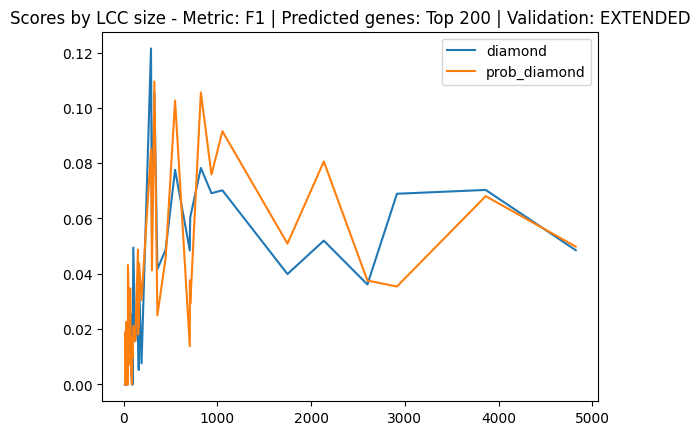 Scores by LCC size - Metric: F1 | Predicted genes: Top 200 | Validation: EXTENDED
diamond
prob_diamond
0.12
0.10
0.08
0.06
0.04
0.02
0.00
0 1000 2000 3000 4000 5000